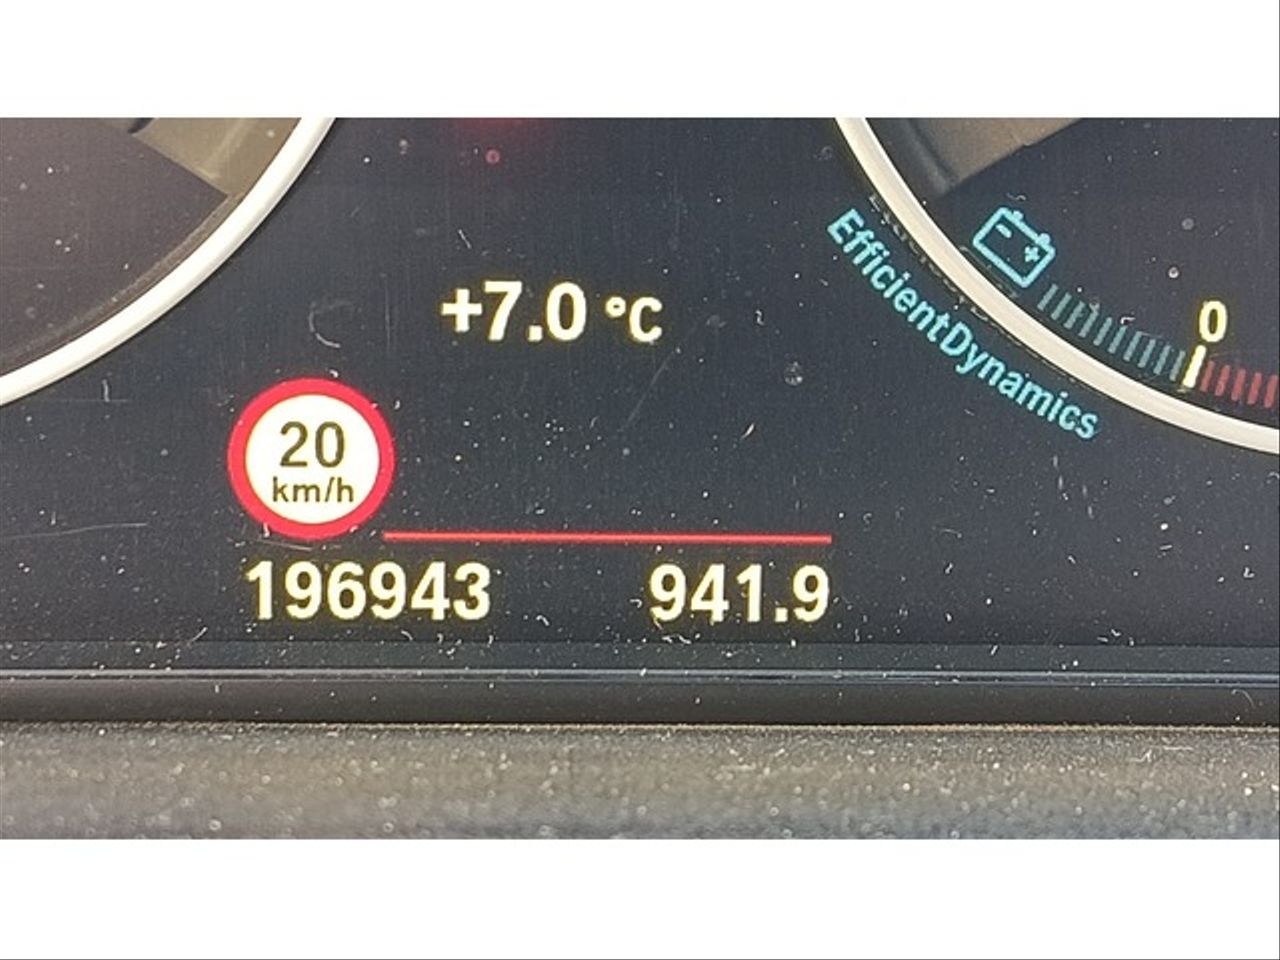 +7.0 °C
EfficientDynamics
0
20
km/h
196943 941.9